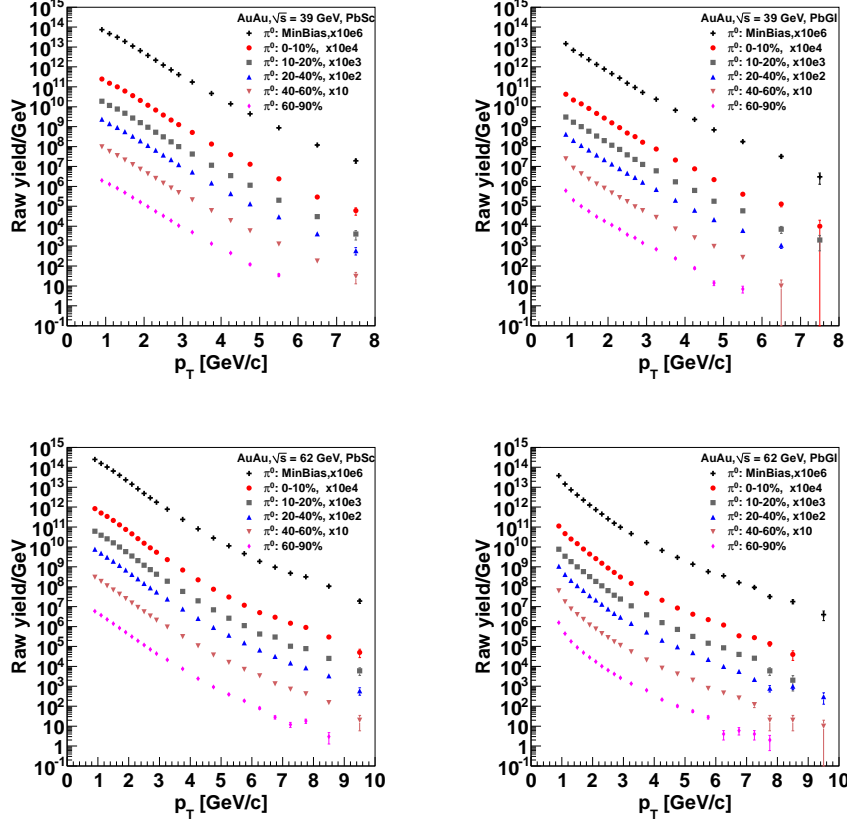 AuAu,√s = 39 GeV, PbSc
π⁰: MinBias,x10e6
π⁰: 0-10%, x10e4
π⁰: 10-20%, x10e3
π⁰: 20-40%, x10e2
π⁰: 40-60%, x10
π⁰: 60-90%
Raw yield/GeV
10¹⁵
10¹⁴
10¹³
10¹²
10¹¹
10¹⁰
10⁹
10⁸
10⁷
10⁶
10⁵
10⁴
10³
10²
10
1
10⁻¹
0 1 2 3 4 5 6 7 8
p_T [GeV/c]
AuAu,√s = 39 GeV, PbGl
π⁰: MinBias,x10e6
π⁰: 0-10%, x10e4
π⁰: 10-20%, x10e3
π⁰: 20-40%, x10e2
π⁰: 40-60%, x10
π⁰: 60-90%
Raw yield/GeV
10¹⁵
10¹⁴
10¹³
10¹²
10¹¹
10¹⁰
10⁹
10⁸
10⁷
10⁶
10⁵
10⁴
10³
10²
10
1
10⁻¹
0 1 2 3 4 5 6 7 8
p_T [GeV/c]
AuAu,√s = 62 GeV, PbSc
π⁰: MinBias,x10e6
π⁰: 0-10%, x10e4
π⁰: 10-20%, x10e3
π⁰: 20-40%, x10e2
π⁰: 40-60%, x10
π⁰: 60-90%
Raw yield/GeV
10¹⁵
10¹⁴
10¹³
10¹²
10¹¹
10¹⁰
10⁹
10⁸
10⁷
10⁶
10⁵
10⁴
10³
10²
10
1
10⁻¹
0 1 2 3 4 5 6 7 8 9 10
p_T [GeV/c]
AuAu,√s = 62 GeV, PbGl
π⁰: MinBias,x10e6
π⁰: 0-10%, x10e4
π⁰: 10-20%, x10e3
π⁰: 20-40%, x10e2
π⁰: 40-60%, x10
π⁰: 60-90%
Raw yield/GeV
10¹⁵
10¹⁴
10¹³
10¹²
10¹¹
10¹⁰
10⁹
10⁸
10⁷
10⁶
10⁵
10⁴
10³
10²
10
1
10⁻¹
0 1 2 3 4 5 6 7 8 9 10
p_T [GeV/c]